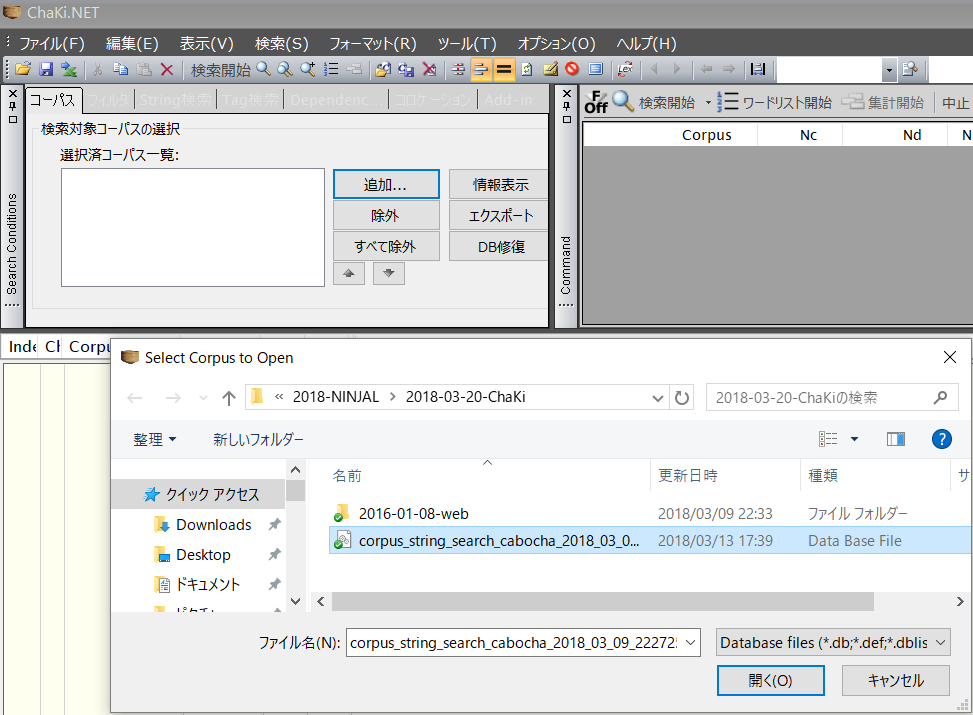 ChaKi.NET
ファイル(F) 編集(E) 表示(V) 検索(S) フォーマット(R) ツール(T) オプション(O) ヘルプ(H)
検索開始
コーパス フィルタ String検索 Tag検索 Dependenc... コロケーション Add-in
検索対象コーパスの選択
選択済コーパス一覧:
追加... 情報表示
除外 エクスポート
すべて除外 DB修復
Search Conditions
Command
F Off 検索開始 ワードリスト開始 集計開始 中止
Corpus Nc Nd N
Inde Ch Corpu
Select Corpus to Open
« 2018-NINJAL > 2018-03-20-ChaKi 2018-03-20-ChaKiの検索
整理 新しいフォルダー
名前 更新日時 種類 サ
クイック アクセス
Downloads
Desktop
ドキュメント
ピクチャ
2016-01-08-web 2018/03/09 22:33 ファイル フォルダー
corpus_string_search_cabocha_2018_03_0... 2018/03/13 17:39 Data Base File
ファイル名(N): corpus_string_search_cabocha_2018_03_09_222725 Database files (*.db;*.def;*.dblis
開く(O) キャンセル